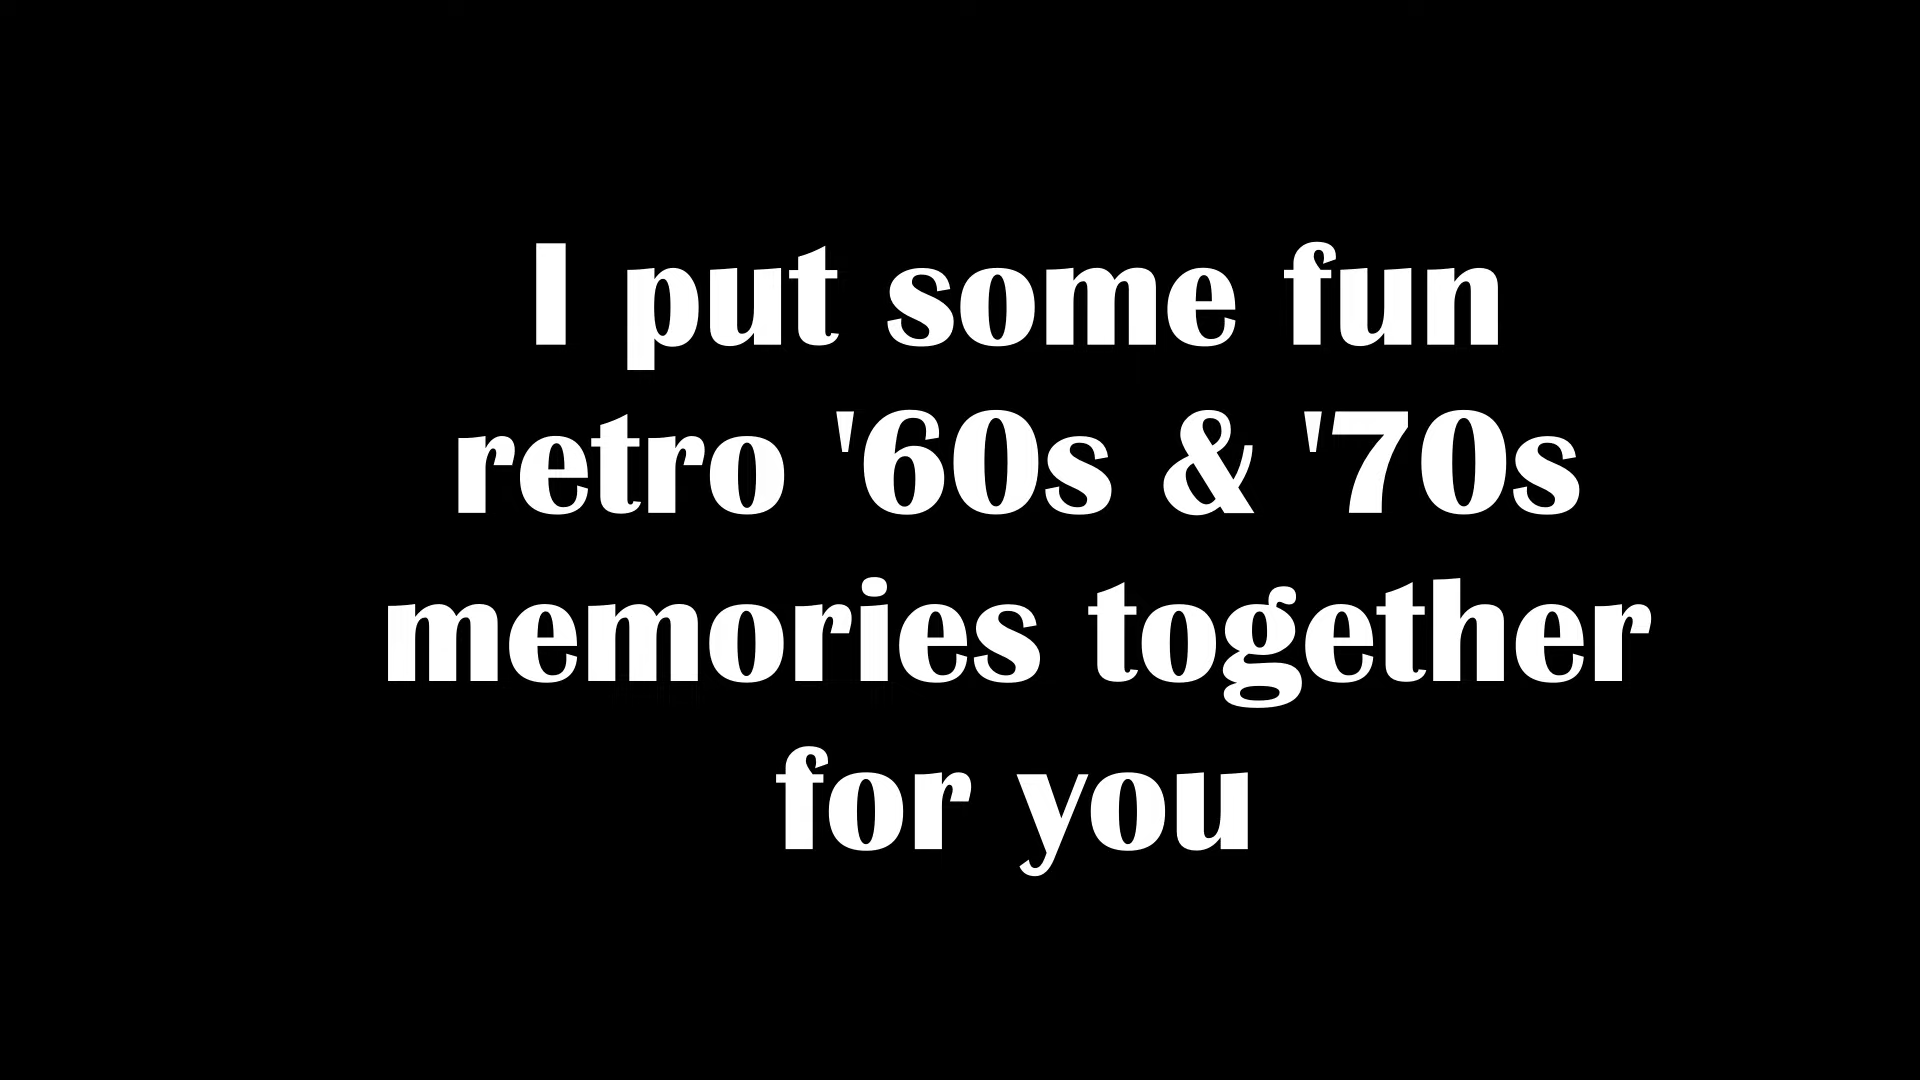 I put some fun
retro '60s & '70s
memories together
for you